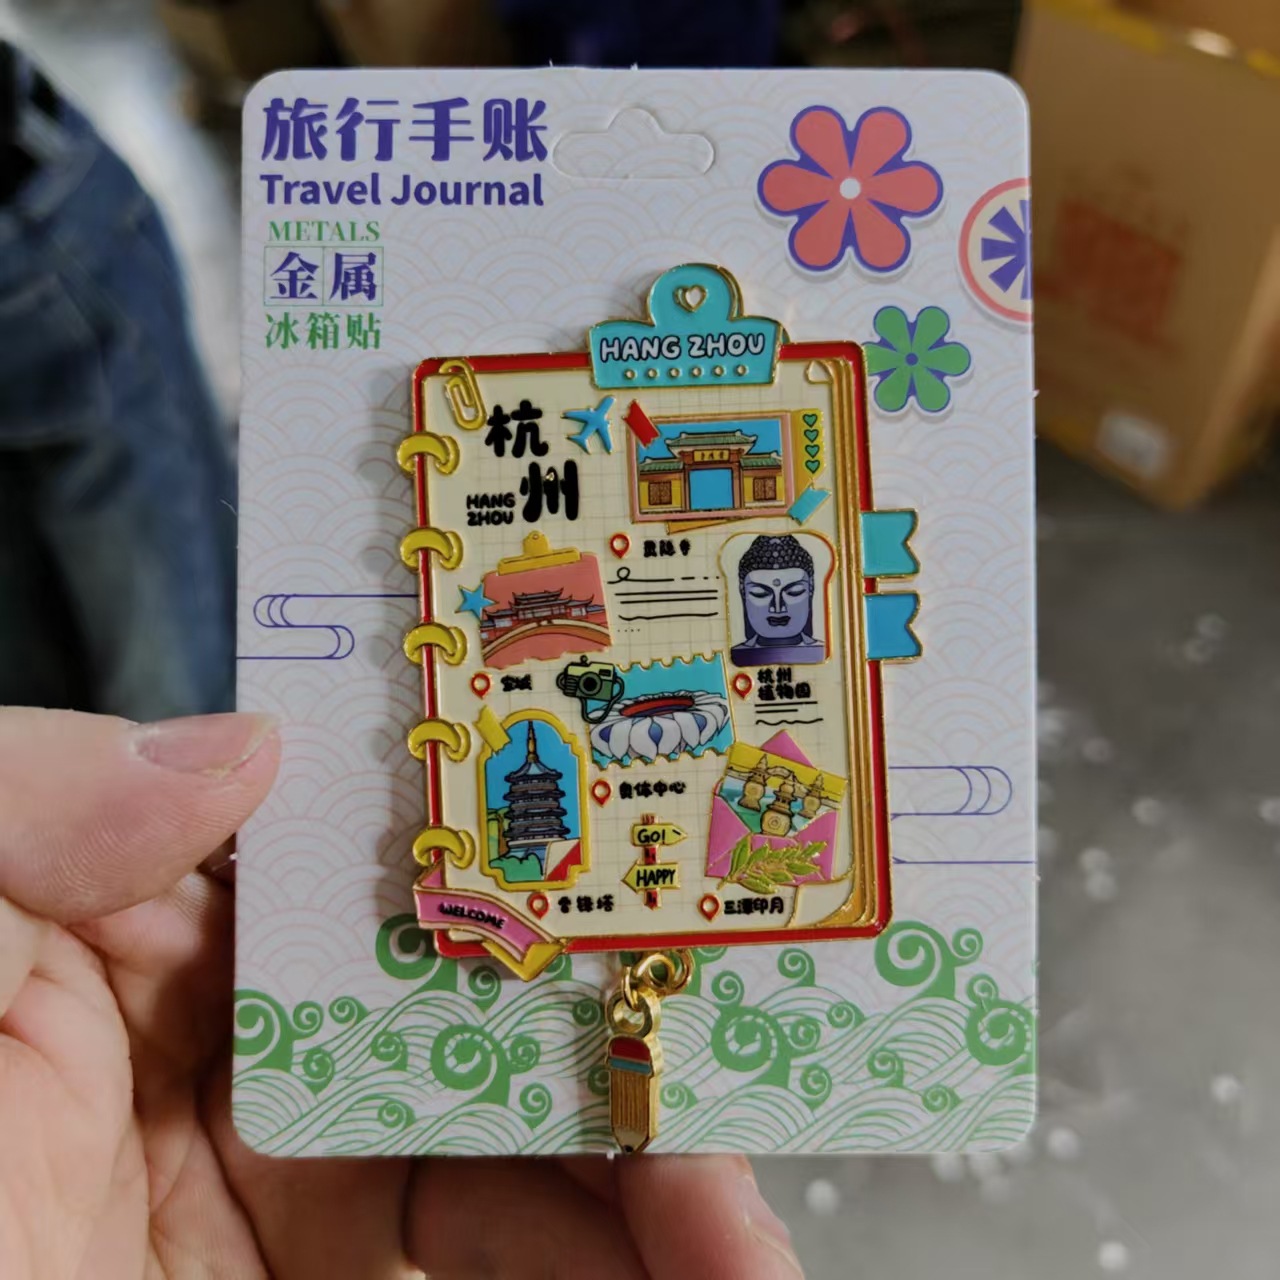 旅行手账
Travel Journal
METALS
金属
冰箱贴
HANG ZHOU
杭州
HANG
ZHOU
灵隐寺
宋城
杭州
植物园
奥体中心
GO!
HAPPY
WELCOME
雷锋塔
三潭印月